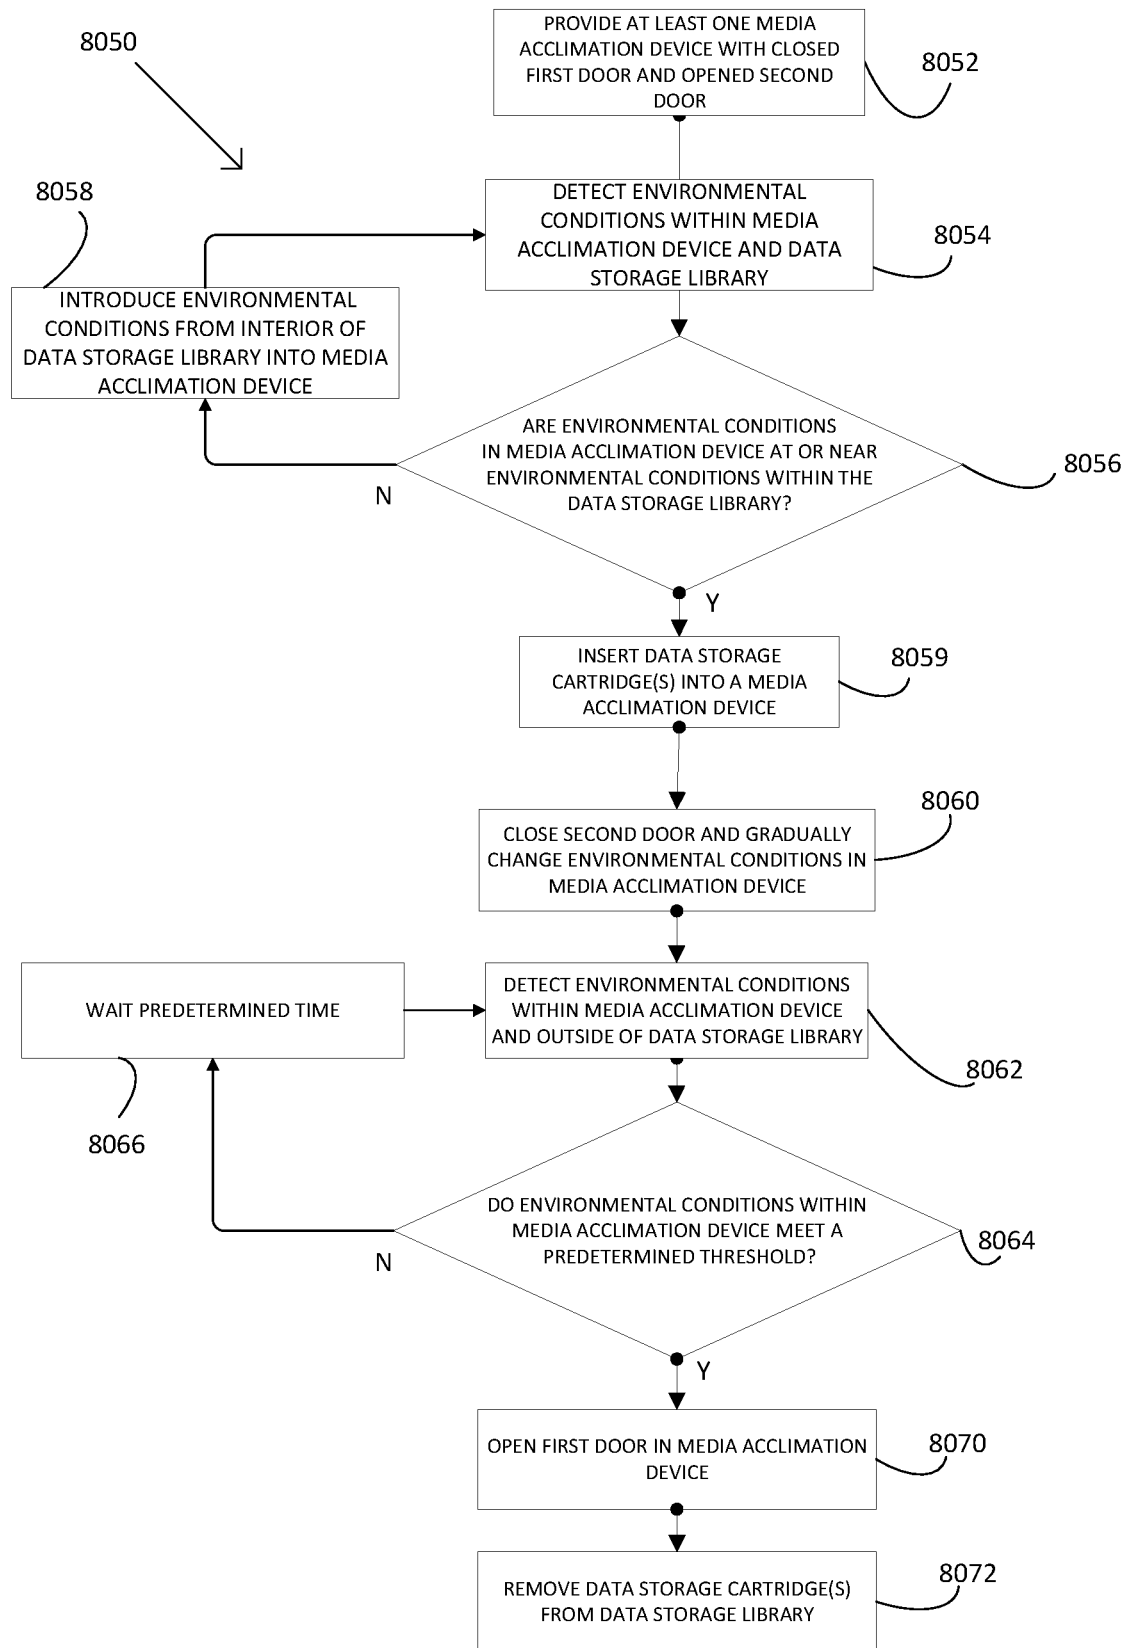 PROVIDE AT LEAST ONE MEDIA
ACCLIMATION DEVICE WITH CLOSED
FIRST DOOR AND OPENED SECOND
DOOR
8050
8052
8058
DETECT ENVIRONMENTAL
CONDITIONS WITHIN MEDIA
ACCLIMATION DEVICE AND DATA
STORAGE LIBRARY
8054
INTRODUCE ENVIRONMENTAL
CONDITIONS FROM INTERIOR OF
DATA STORAGE LIBRARY INTO MEDIA
ACCLIMATION DEVICE
ARE ENVIRONMENTAL CONDITIONS
IN MEDIA ACCLIMATION DEVICE AT OR NEAR
ENVIRONMENTAL CONDITIONS WITHIN THE
DATA STORAGE LIBRARY?
8056
N
Y
INSERT DATA STORAGE
CARTRIDGE(S) INTO A MEDIA
ACCLIMATION DEVICE
8059
CLOSE SECOND DOOR AND GRADUALLY
CHANGE ENVIRONMENTAL CONDITIONS IN
MEDIA ACCLIMATION DEVICE
8060
WAIT PREDETERMINED TIME
DETECT ENVIRONMENTAL CONDITIONS
WITHIN MEDIA ACCLIMATION DEVICE
AND OUTSIDE OF DATA STORAGE LIBRARY
8062
8066
DO ENVIRONMENTAL CONDITIONS WITHIN
MEDIA ACCLIMATION DEVICE MEET A
PREDETERMINED THRESHOLD?
8064
N
Y
OPEN FIRST DOOR IN MEDIA ACCLIMATION
DEVICE
8070
REMOVE DATA STORAGE CARTRIDGE(S)
FROM DATA STORAGE LIBRARY
8072